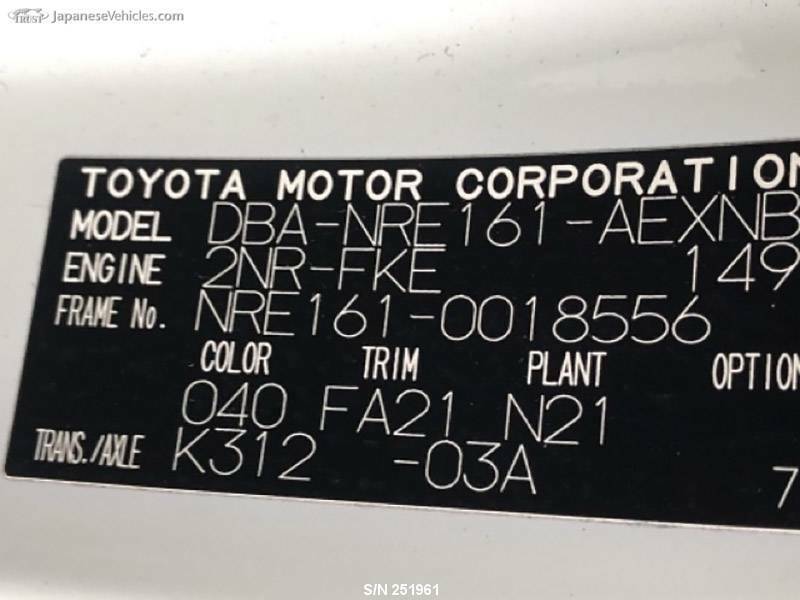 TRUST JapaneseVehicles.com
TOYOTA MOTOR CORPORATION
MODEL DBA-NRE161-AEXNB
ENGINE 2NR-FKE 149
FRAME No. NRE161-0018556
COLOR TRIM PLANT OPTION
040 FA21 N21
TRANS./AXLE K312 -03A
7
S/N 251961